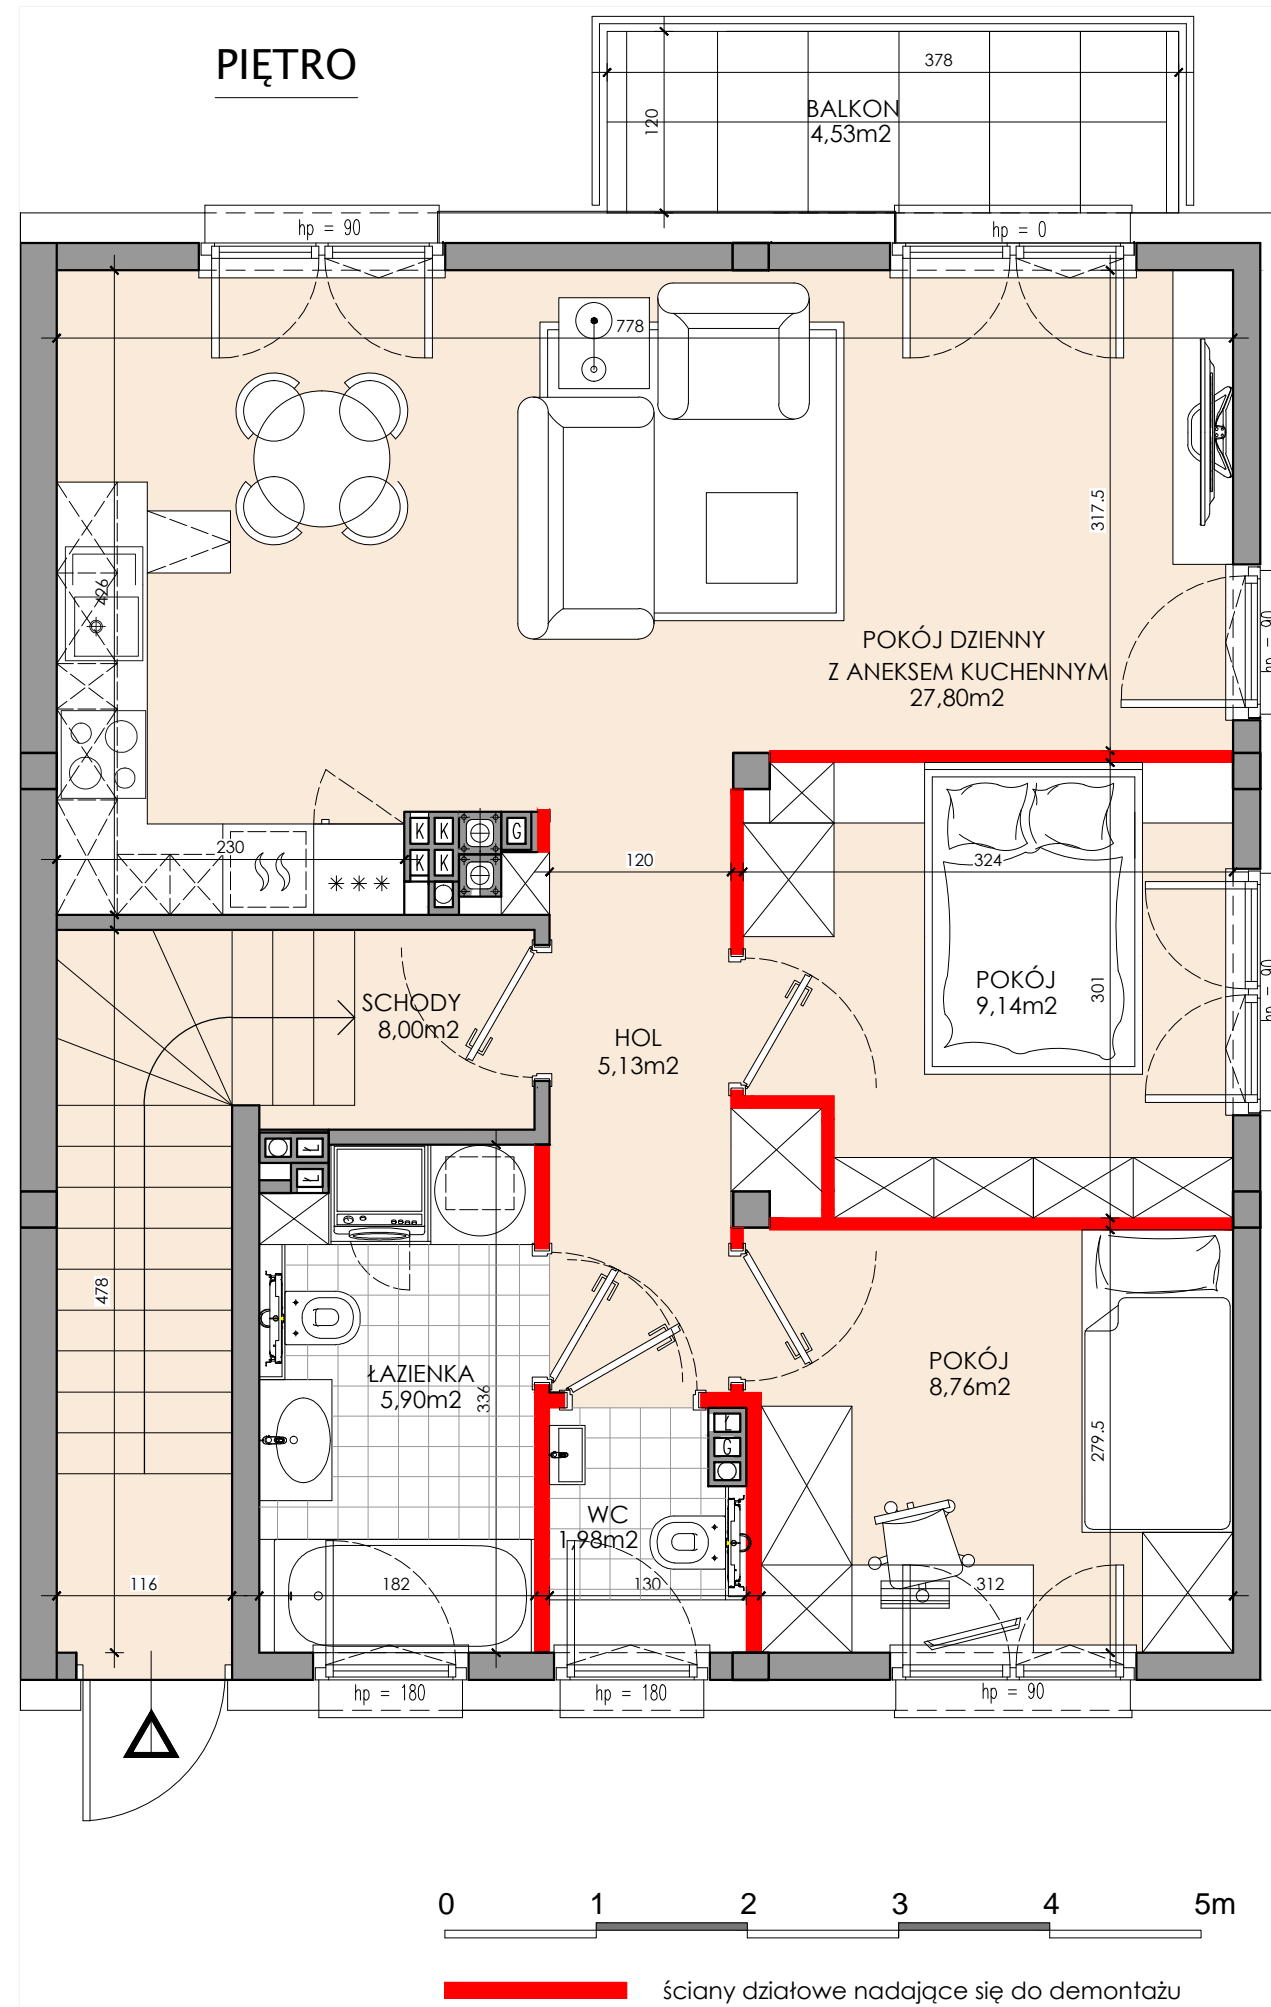 PIĘTRO
378
120
BALKON
4,53m2
hp = 90
hp = 0
778
317.5
426
hp = 90
POKÓJ DZIENNY
Z ANEKSEM KUCHENNYM
27,80m2
K K G
K K
230
120
324
POKÓJ
9,14m2
301
hp = 90
SCHODY
8,00m2
HOL
5,13m2
Ł
Ł
478
ŁAZIENKA
5,90m2
336
POKÓJ
8,76m2
279.5
Ł
G
WC
1,98m2
116
182
130
312
hp = 180
hp = 180
hp = 90
0 1 2 3 4 5m
ściany działowe nadające się do demontażu